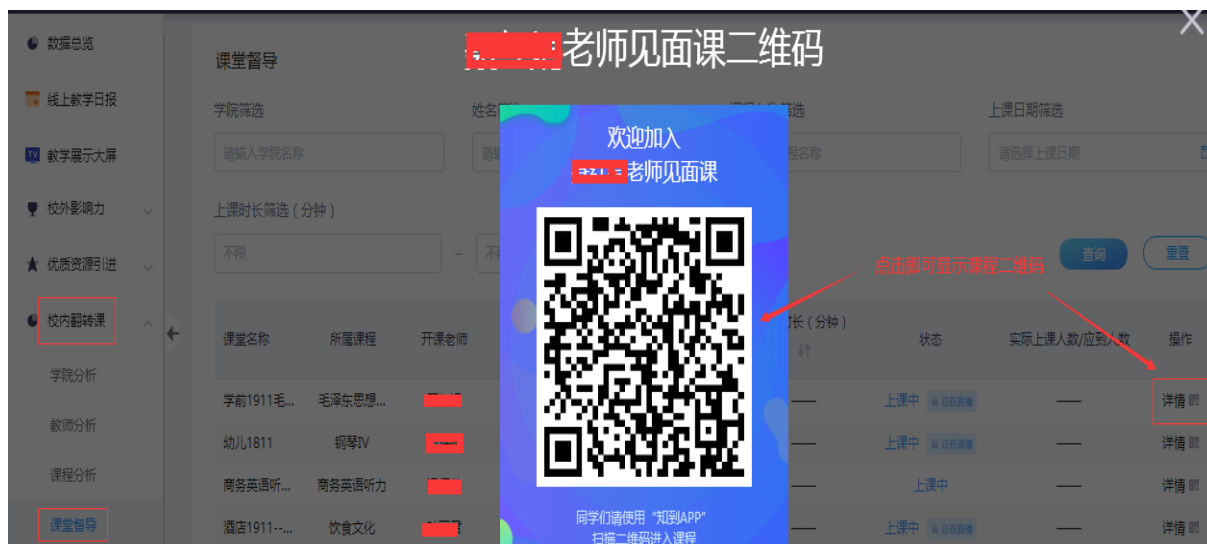 数据总览
线上教学日报
教学展示大屏
校外影响力
优质资源引进
校内翻转课
学院分析
教师分析
课程分析
课堂督导
老师见面课二维码
课堂督导
学院筛选
上课日期筛选
请输入学院名称
请选择上课日期
上课时长筛选(分钟)
不限
–
查询
重置
欢迎加入
老师见面课
同学们请使用“知到APP”
扫描二维码进入课程
点击即可显示课程二维码
课堂名称 所属课程 开课老师 时长(分钟) 状态 实际上课人数/应到人数 操作
学前1911毛... 毛泽东思想... —— 上课中 正在直播 —— 详情
幼儿1811 钢琴IV —— 上课中 正在直播 —— 详情
商务英语听... 商务英语听力 —— 上课中 —— 详情
酒店1911--... 饮食文化 —— 上课中 正在直播 —— 详情